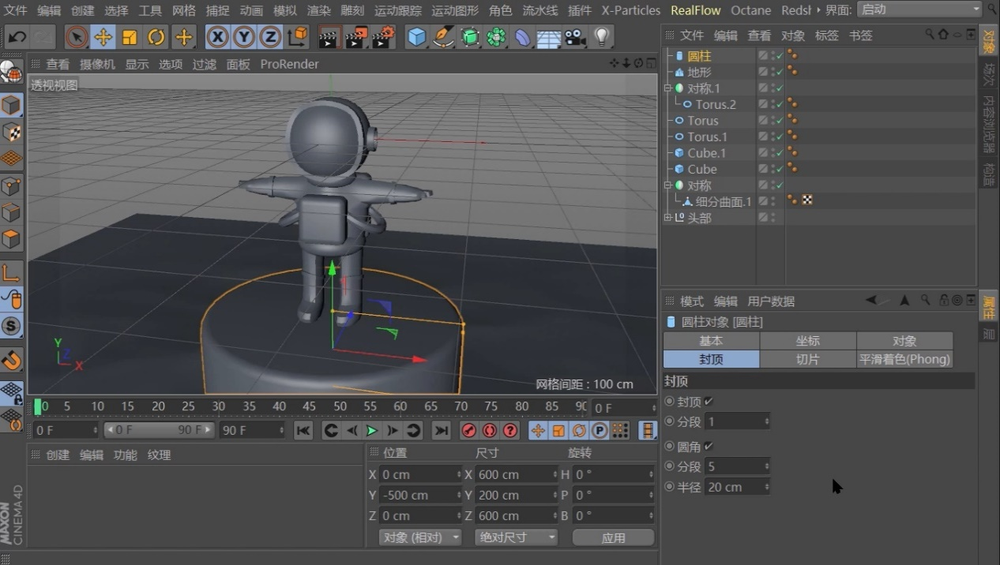 文件 编辑 创建 选择 工具 网格 捕捉 动画 模拟 渲染 雕刻 运动跟踪 运动图形 角色 流水线 插件 X-Particles RealFlow Octane Redsh 界面: 启动
X Y Z
文件 编辑 查看 对象 标签 书签
查看 摄像机 显示 选项 过滤 面板 ProRender
透视视图
圆柱
地形
对称.1
Torus.2
Torus
Torus.1
Cube.1
Cube
对称
细分曲面.1
头部
对象
场次
内容浏览器
构造
Y
Z
X
网格间距 : 100 cm
模式 编辑 用户数据
圆柱对象 [圆柱]
基本 坐标 对象
封顶 切片 平滑着色(Phong)
封顶
封顶
分段 1
圆角
分段 5
半径 20 cm
属性
层
0 5 10 15 20 25 30 35 40 45 50 55 60 65 70 75 80 85 90 0 F
0 F 0 F 90 F 90 F
创建 编辑 功能 纹理
位置 尺寸 旋转
X 0 cm X 600 cm H 0 °
Y -500 cm Y 200 cm P 0 °
Z 0 cm Z 600 cm B 0 °
对象 (相对) 绝对尺寸 应用
MAXON
CINEMA 4D